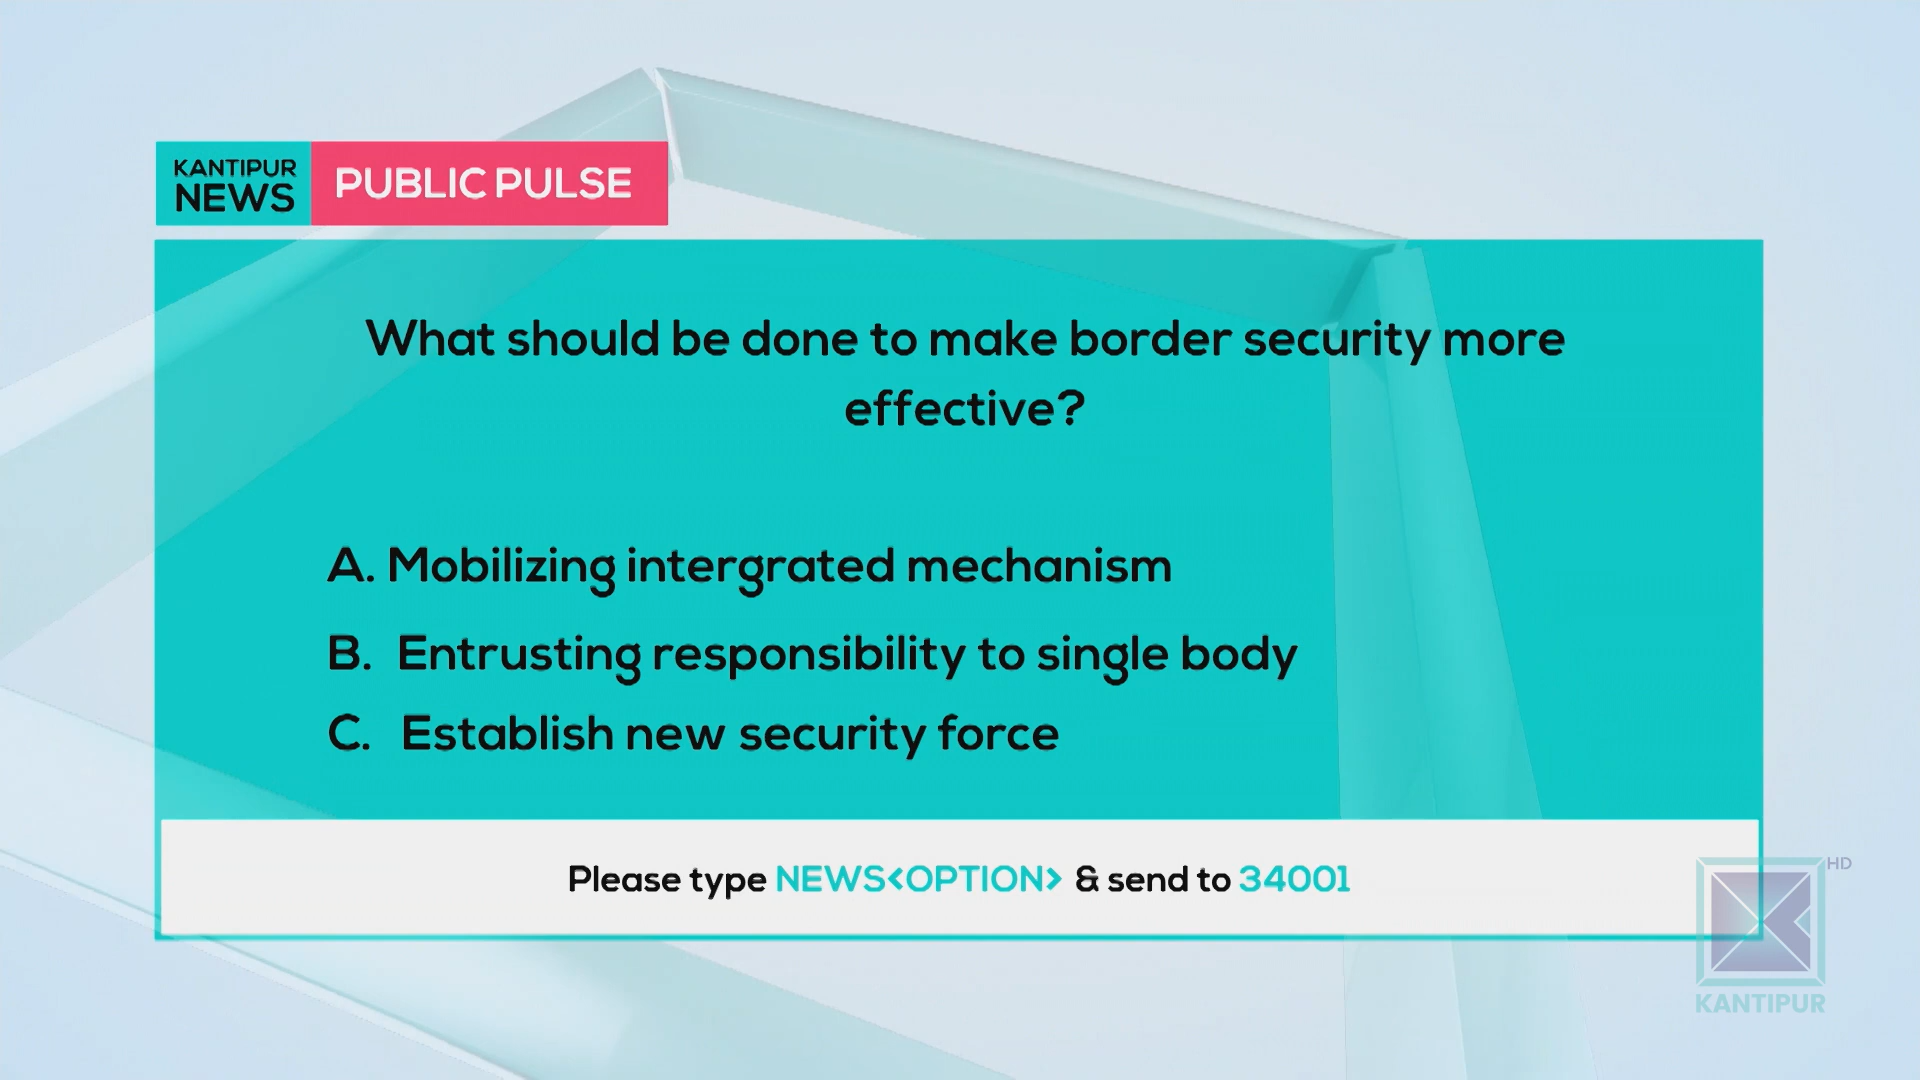 KANTIPUR
NEWS
PUBLIC PULSE
What should be done to make border security more
effective?
A. Mobilizing intergrated mechanism
B. Entrusting responsibility to single body
C. Establish new security force
Please type NEWS<OPTION> & send to 34001
HD
KANTIPUR